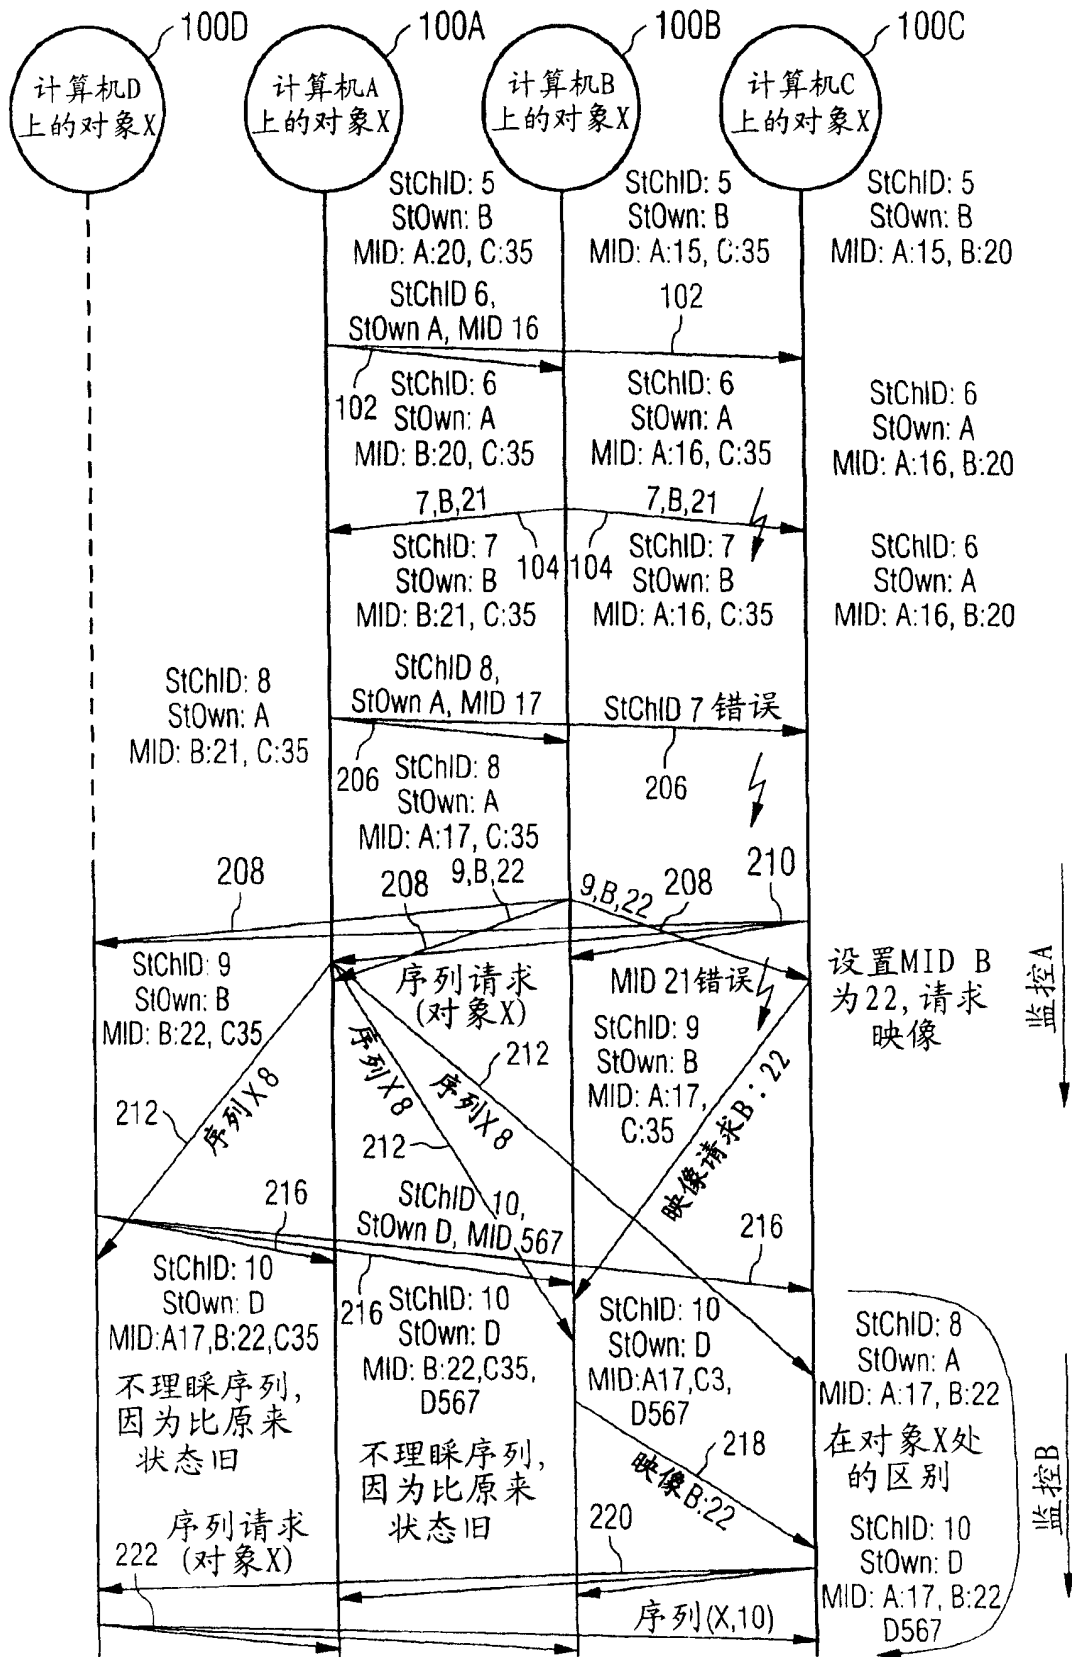 100D
100A
100B
100C
计算机D
上的对象X
计算机A
上的对象X
计算机B
上的对象X
计算机C
上的对象X
StChID: 5
StOwn: B
MID: A:20, C:35
StChID: 5
StOwn: B
MID: A:15, C:35
StChID: 5
StOwn: B
MID: A:15, B:20
StChID 6,
StOwn A, MID 16
102
102
StChID: 6
StOwn: A
MID: B:20, C:35
StChID: 6
StOwn: A
MID: A:16, C:35
StChID: 6
StOwn: A
MID: A:16, B:20
7,B,21
7,B,21
104
104
StChID: 7
StOwn: B
MID: B:21, C:35
StChID: 7
StOwn: B
MID: A:16, C:35
StChID: 6
StOwn: A
MID: A:16, B:20
StChID: 8
StOwn: A
MID: B:21, C:35
StChID 8,
StOwn A, MID 17
StChID 7 错误
206
206
StChID: 8
StOwn: A
MID: A:17, C:35
208
208
9,B,22
9,B,22
208
210
StChID: 9
StOwn: B
MID: B:22, C35
序列请求
(对象X)
MID 21错误
设置MID B
为22, 请求
映像
监控A
StChID: 9
StOwn: B
MID: A:17,
C:35
212
序列X 8
序列X 8
212
序列X 8
212
映像请求B：22
216
StChID 10,
StOwn D, MID 567
216
216
StChID: 10
StOwn: D
MID:A17,B:22,C35
不理睬序列,
因为比原来
状态旧
StChID: 10
StOwn: D
MID: B:22,C35,
D567
不理睬序列,
因为比原来
状态旧
StChID: 10
StOwn: D
MID:A17,C3,
D567
StChID: 8
StOwn: A
MID: A:17, B:22
在对象X处
的区别
监控B
218
映像B:22
序列请求
(对象X)
222
220
StChID: 10
StOwn: D
MID: A:17, B:22
D567
序列(X,10)